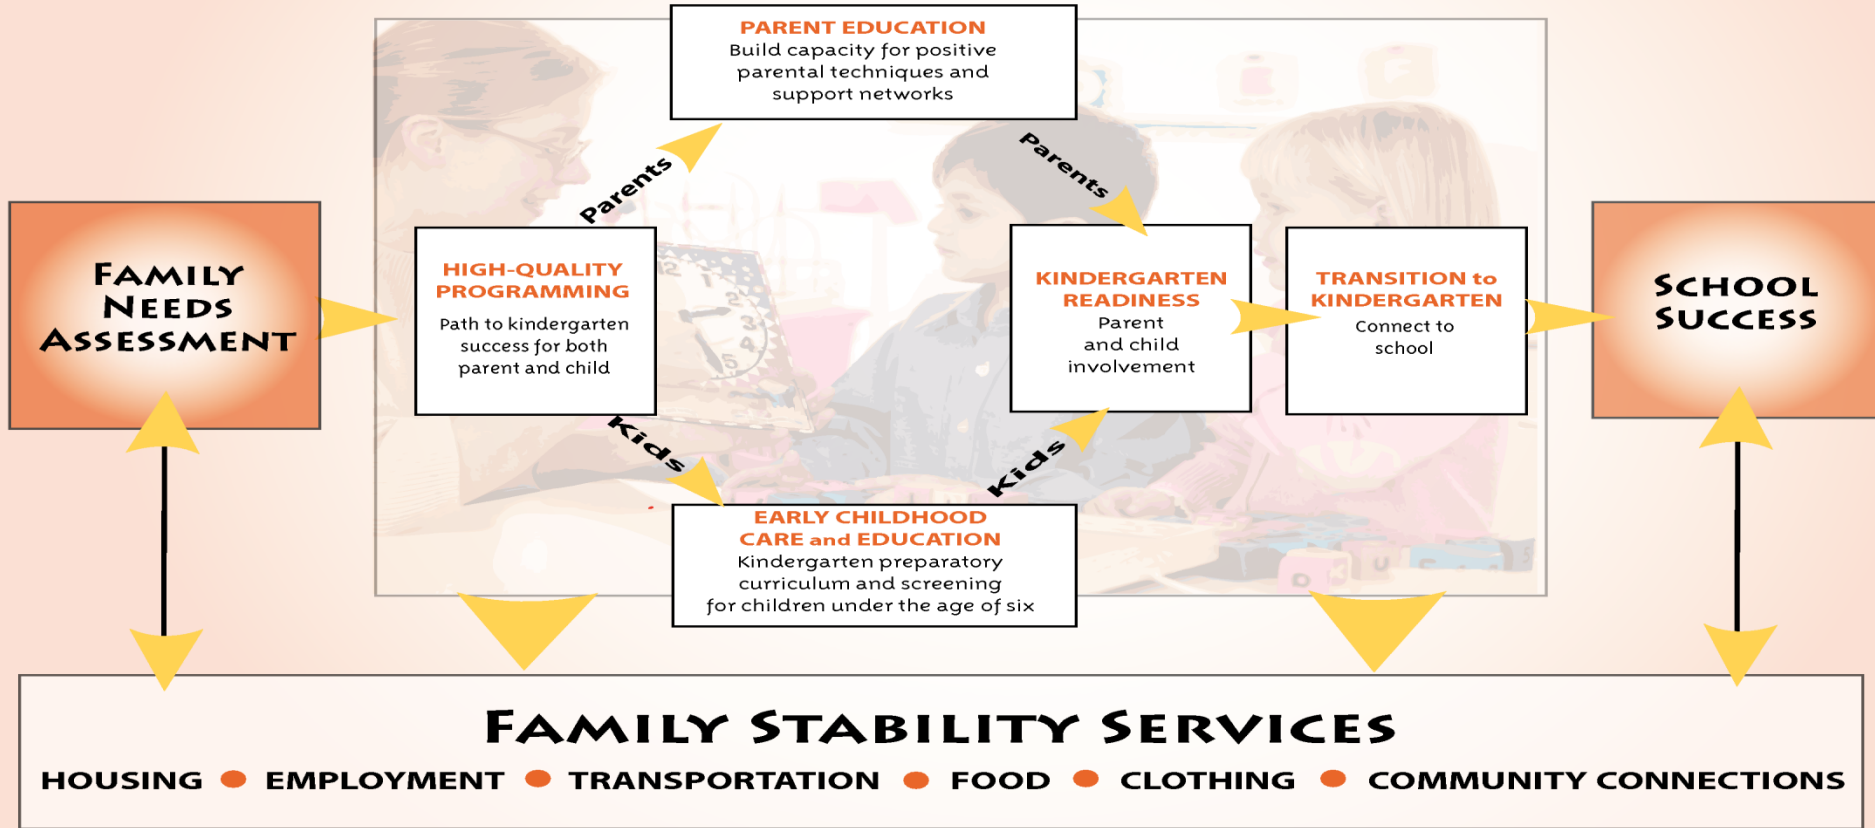 PARENT EDUCATION
Build capacity for positive
parental techniques and
support networks
Parents
Parents
FAMILY
NEEDS
ASSESSMENT
HIGH-QUALITY
PROGRAMMING
Path to kindergarten
success for both
parent and child
KINDERGARTEN
READINESS
Parent
and child
involvement
TRANSITION to
KINDERGARTEN
Connect to
school
SCHOOL
SUCCESS
Kids
Kids
EARLY CHILDHOOD
CARE and EDUCATION
Kindergarten preparatory
curriculum and screening
for children under the age of six
FAMILY STABILITY SERVICES
HOUSING ● EMPLOYMENT ● TRANSPORTATION ● FOOD ● CLOTHING ● COMMUNITY CONNECTIONS